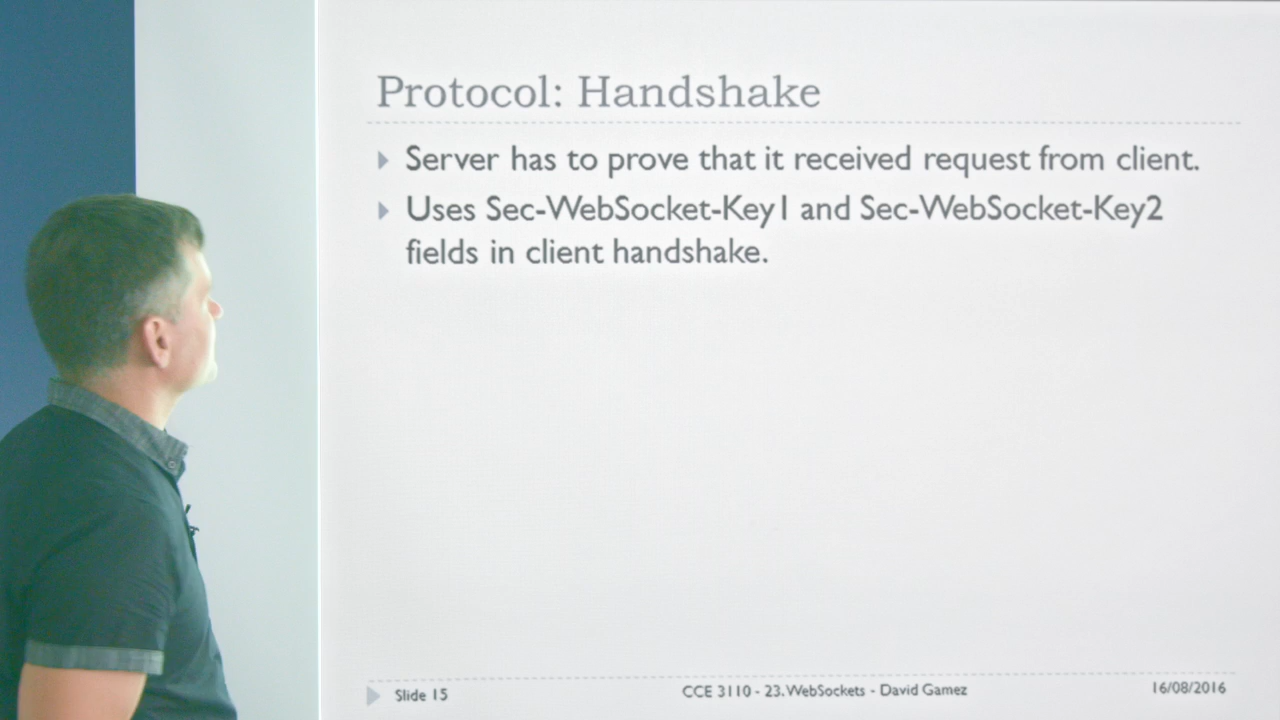 Protocol: Handshake
Server has to prove that it received request from client.
Uses Sec-WebSocket-Key1 and Sec-WebSocket-Key2
fields in client handshake.
Slide 15
CCE 3110 - 23. WebSockets - David Gamez
16/08/2016